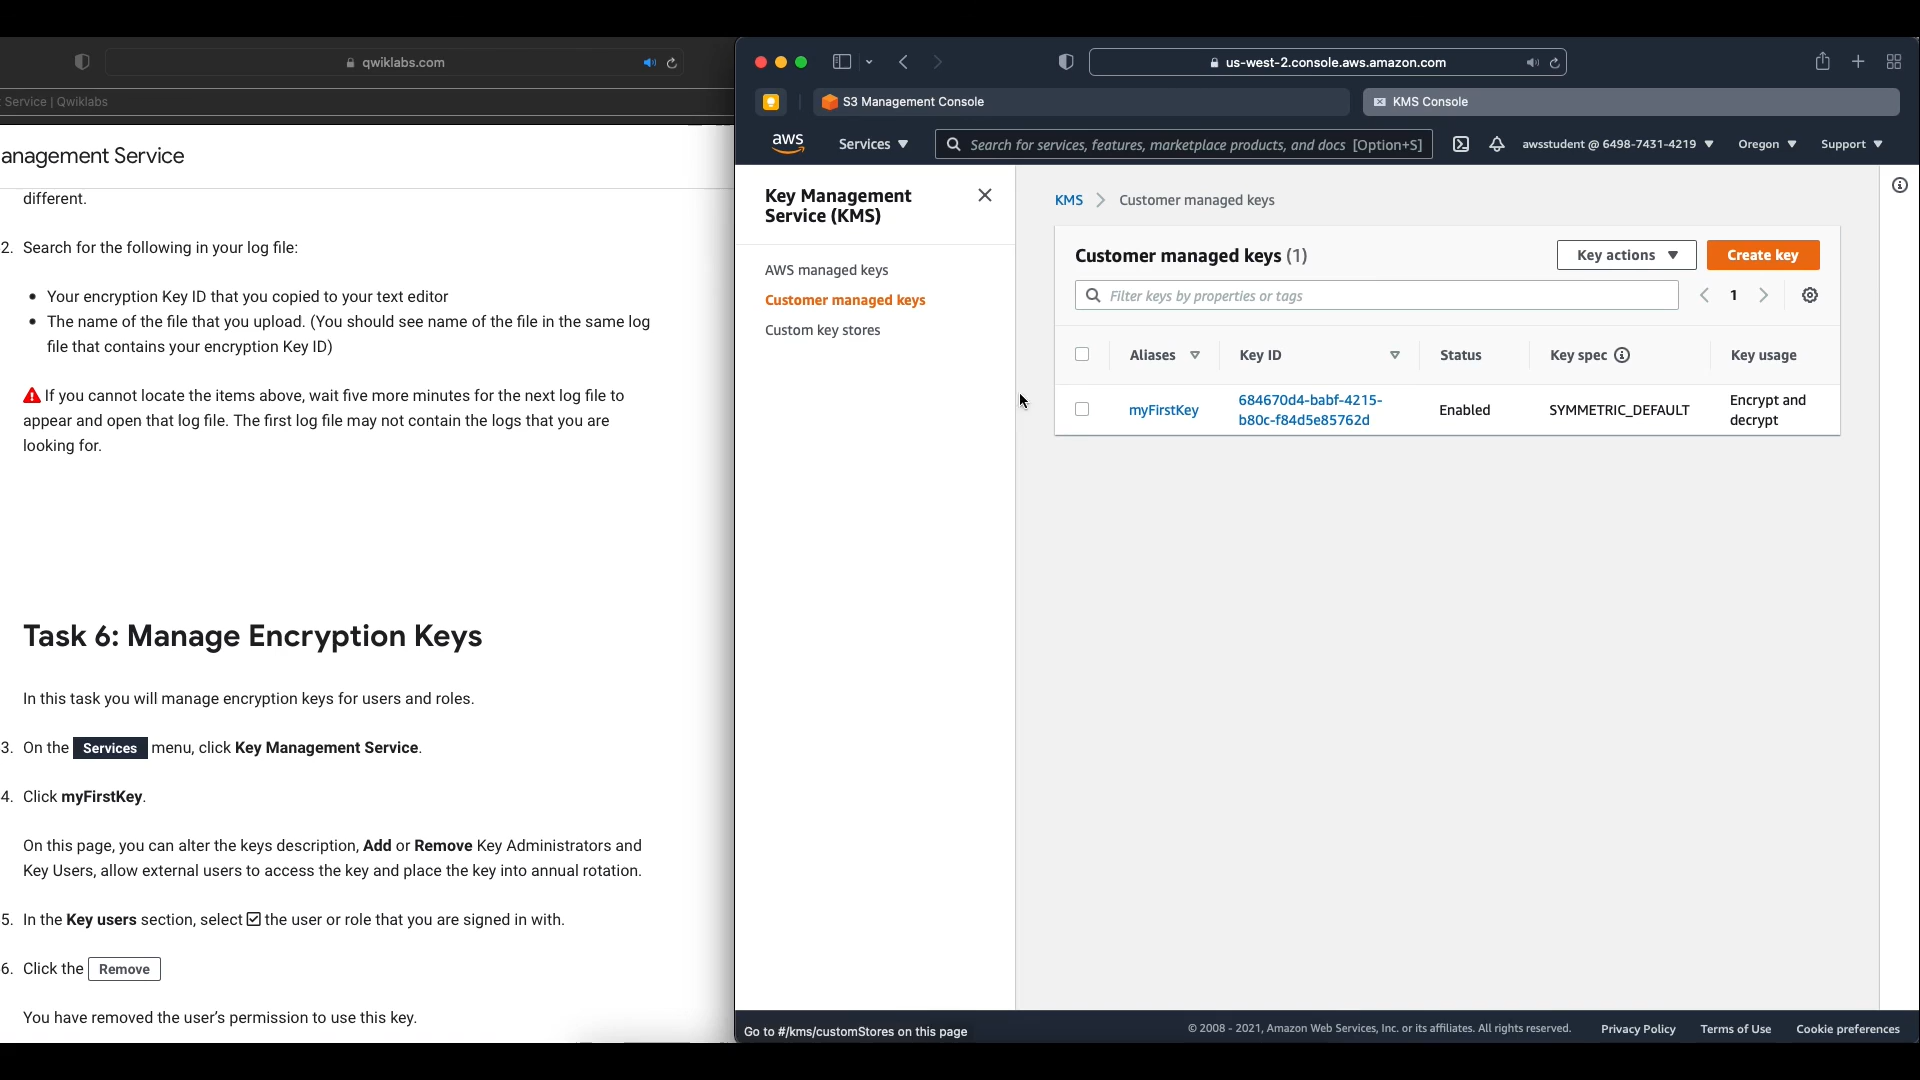 qwiklabs.com
Service | Qwiklabs
anagement Service
different.
2. Search for the following in your log file:
• Your encryption Key ID that you copied to your text editor
• The name of the file that you upload. (You should see name of the file in the same log
file that contains your encryption Key ID)
If you cannot locate the items above, wait five more minutes for the next log file to
appear and open that log file. The first log file may not contain the logs that you are
looking for.
Task 6: Manage Encryption Keys
In this task you will manage encryption keys for users and roles.
3. On the Services menu, click Key Management Service.
4. Click myFirstKey.
On this page, you can alter the keys description, Add or Remove Key Administrators and
Key Users, allow external users to access the key and place the key into annual rotation.
5. In the Key users section, select the user or role that you are signed in with.
6. Click the Remove
You have removed the user's permission to use this key.
us-west-2.console.aws.amazon.com
S3 Management Console
KMS Console
aws
Services
Search for services, features, marketplace products, and docs [Option+S]
awsstudent @ 6498-7431-4219
Oregon
Support
Key Management
Service (KMS)
AWS managed keys
Customer managed keys
Custom key stores
KMS
Customer managed keys
Customer managed keys (1)
Key actions
Create key
Filter keys by properties or tags
1
Aliases
Key ID
Status
Key spec
Key usage
myFirstKey
684670d4-babf-4215-
b80c-f84d5e85762d
Enabled
SYMMETRIC_DEFAULT
Encrypt and
decrypt
Go to #/kms/customStores on this page
© 2008 - 2021, Amazon Web Services, Inc. or its affiliates. All rights reserved.
Privacy Policy
Terms of Use
Cookie preferences